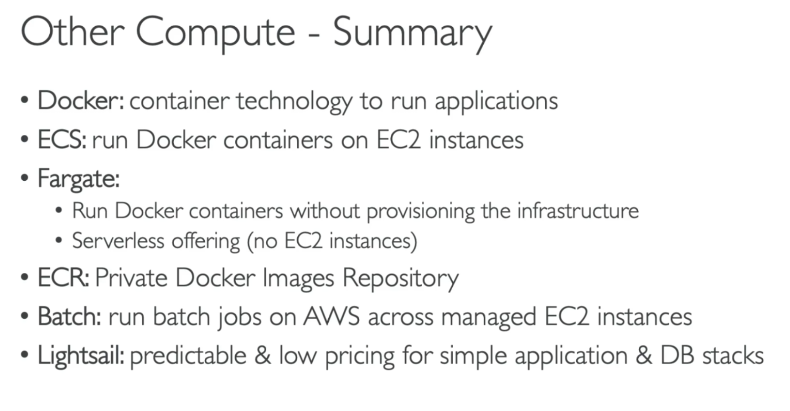 Other Compute - Summary
• Docker: container technology to run applications
• ECS: run Docker containers on EC2 instances
• Fargate:
• Run Docker containers without provisioning the infrastructure
• Serverless offering (no EC2 instances)
• ECR: Private Docker Images Repository
• Batch: run batch jobs on AWS across managed EC2 instances
• Lightsail: predictable & low pricing for simple application & DB stacks